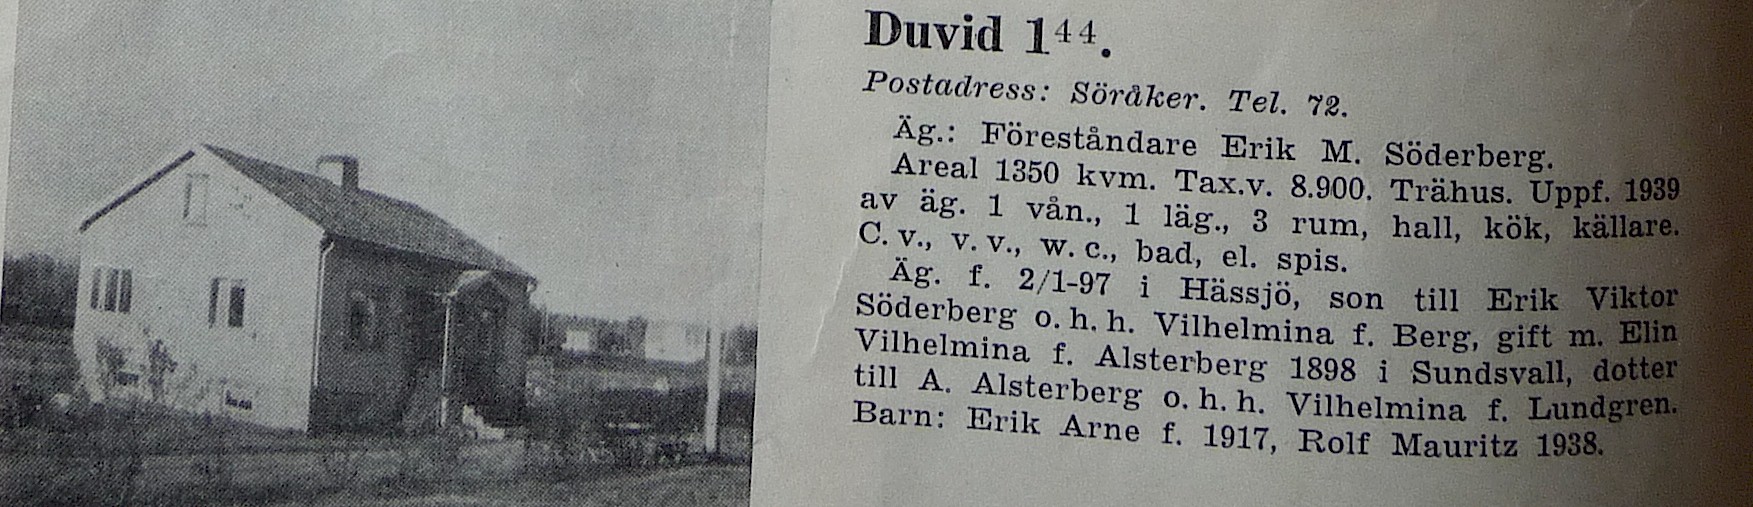 Duvid 1⁴⁴.
Postadress: Söråker. Tel. 72.
Äg.: Föreståndare Erik M. Söderberg.
Areal 1350 kvm. Tax.v. 8.900. Trähus. Uppf. 1939
av äg. 1 vån., 1 läg., 3 rum, hall, kök, källare.
C. v., v. v., w. c., bad, el. spis.
Äg. f. 2/1-97 i Hässjö, son till Erik Viktor
Söderberg o. h. h. Vilhelmina f. Berg, gift m. Elin
Vilhelmina f. Alsterberg 1898 i Sundsvall, dotter
till A. Alsterberg o. h. h. Vilhelmina f. Lundgren.
Barn: Erik Arne f. 1917, Rolf Mauritz 1938.